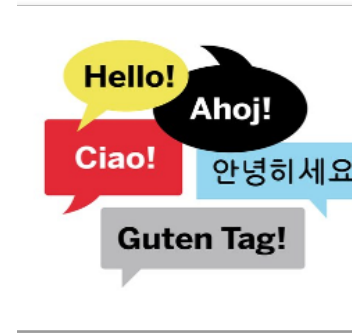 Hello!
Ahoj!
Ciao!
안녕히세요
Guten Tag!